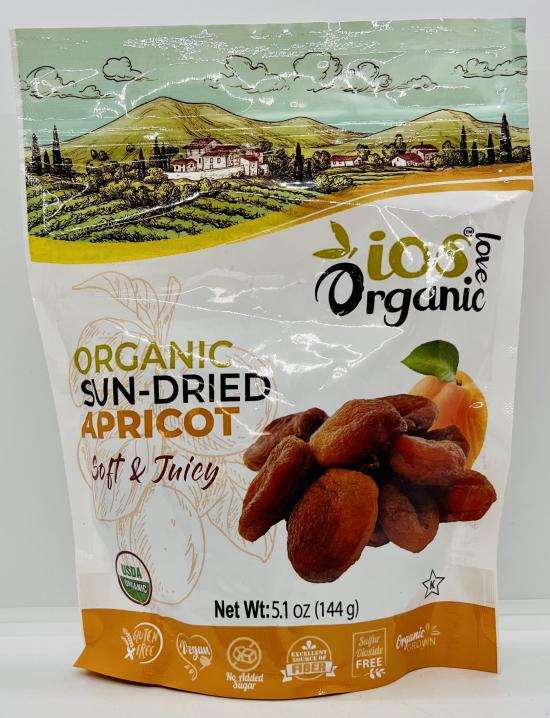 ios™
love
Organic
ORGANIC
SUN-DRIED
APRICOT
Soft & Juicy
USDA
ORGANIC
K
Net Wt: 5.1 oz (144 g)
GLUTEN
FREE
Vegan
No Added
Sugar
EXCELLENT
SOURCE OF
FIBER
Sulfur
Dioxide
FREE
Organic
GROWN